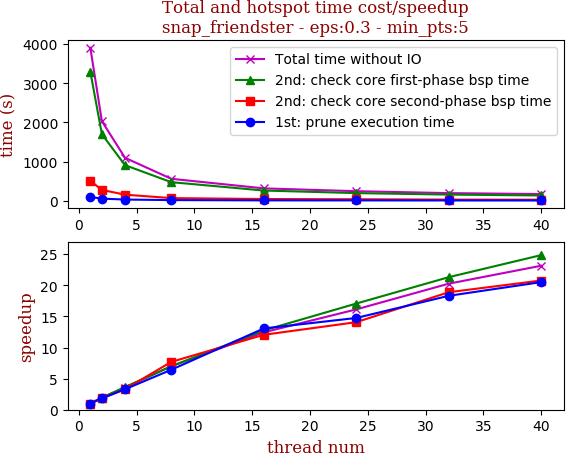 Total and hotspot time cost/speedup
snap_friendster - eps:0.3 - min_pts:5
time (s)
4000
3000
2000
1000
0
Total time without IO
2nd: check core first-phase bsp time
2nd: check core second-phase bsp time
1st: prune execution time
0 5 10 15 20 25 30 35 40
speedup
25
20
15
10
5
0
0 5 10 15 20 25 30 35 40
thread num